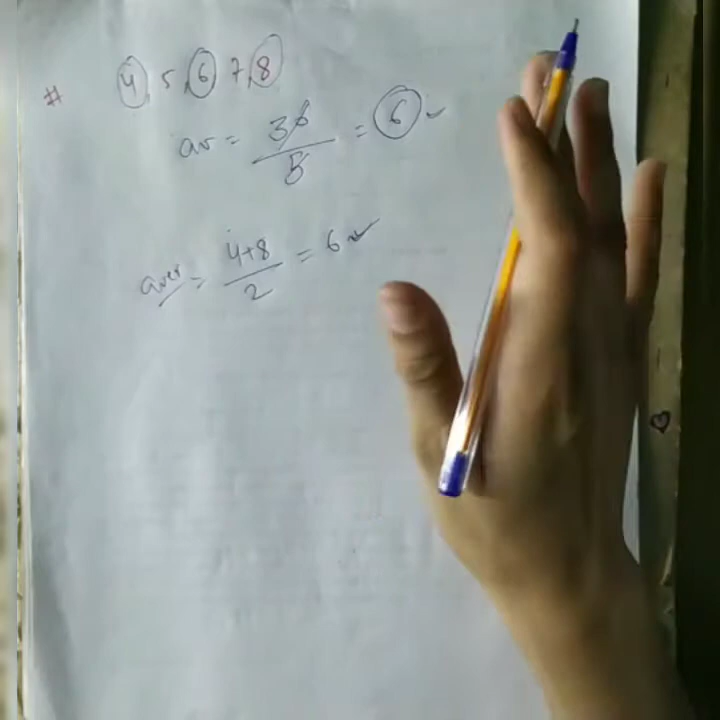 # 4, 5, 6, 7, 8
av = 30/5 = 6 ✓
aver = 4+8/2 = 6 ✓